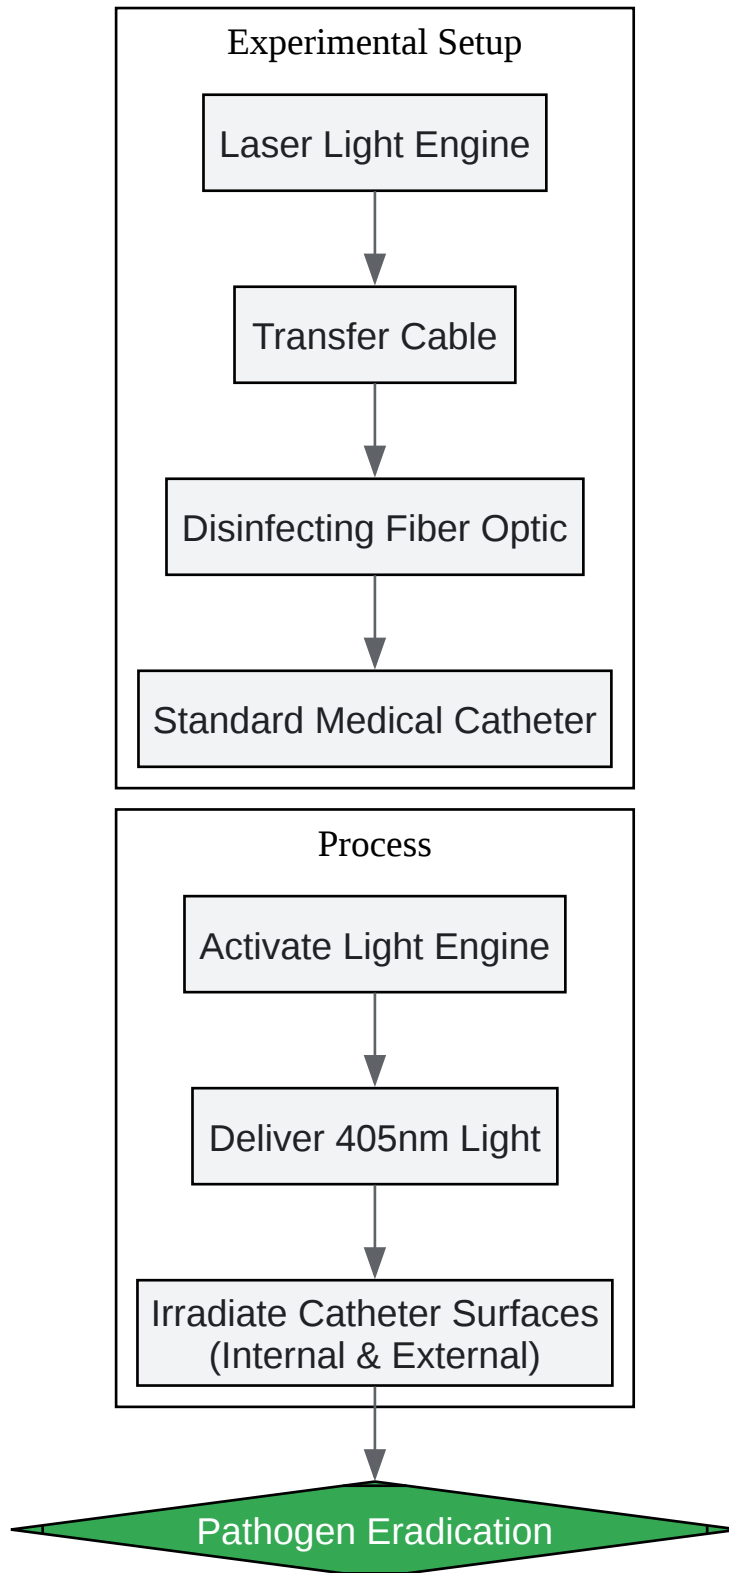 Experimental Setup
Laser Light Engine
Transfer Cable
Disinfecting Fiber Optic
Standard Medical Catheter
Process
Activate Light Engine
Deliver 405nm Light
Irradiate Catheter Surfaces
(Internal & External)
Pathogen Eradication